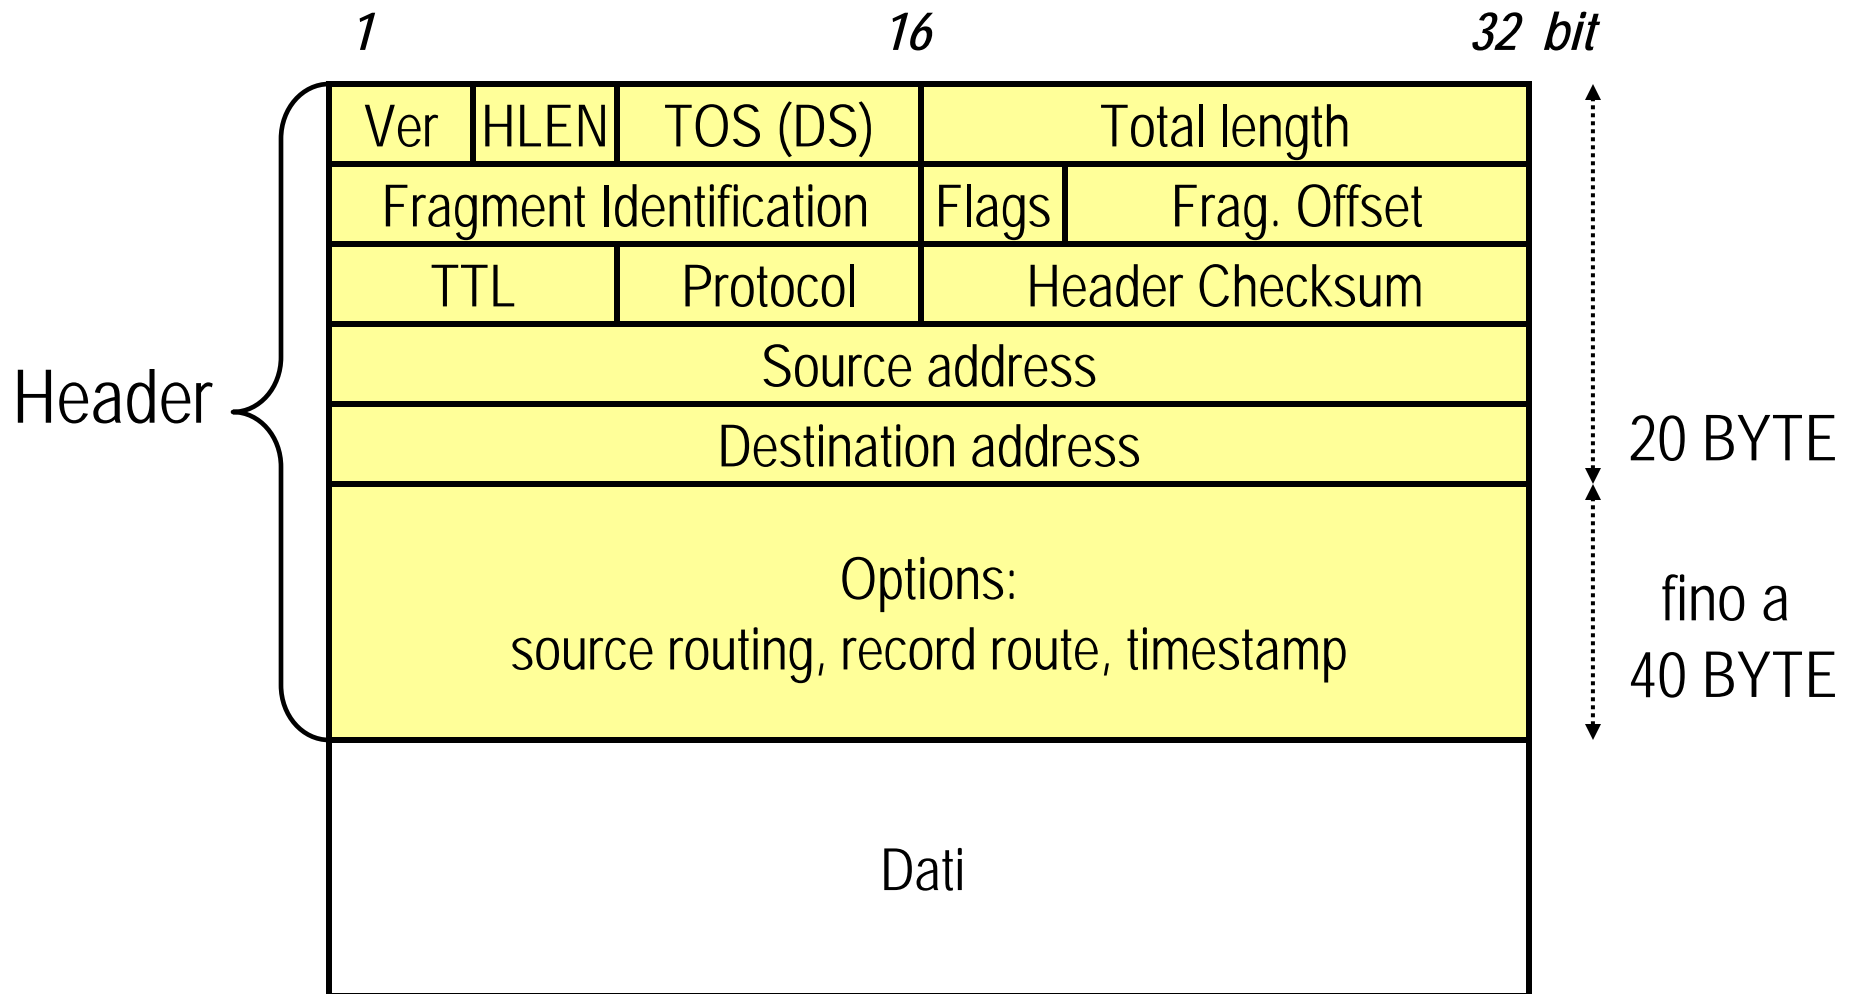 1 16 32 bit
Ver HLEN TOS (DS) Total length
Fragment Identification Flags Frag. Offset
TTL Protocol Header Checksum
Source address
Header
Destination address
20 BYTE
Options:
source routing, record route, timestamp
fino a
40 BYTE
Dati